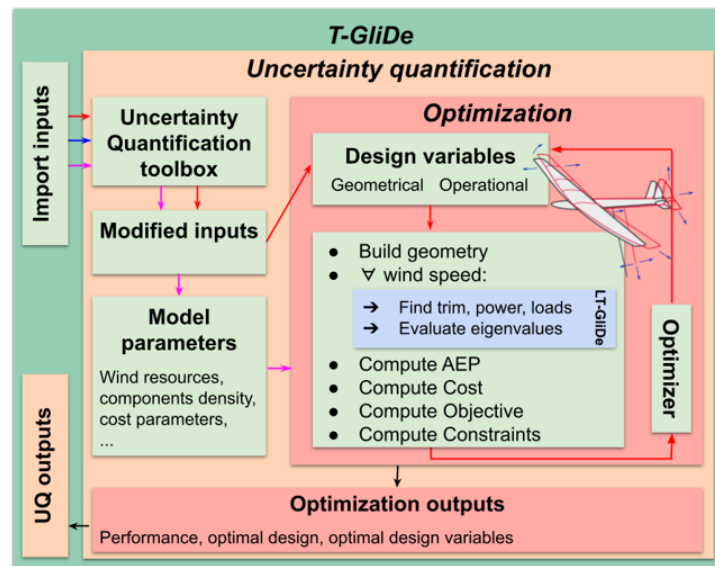 T-GliDe
Uncertainty quantification
Import inputs
Uncertainty
Quantification
toolbox
Modified inputs
Model
parameters
Wind resources,
components density,
cost parameters,
...
Optimization
Design variables
Geometrical Operational
● Build geometry
● ∀ wind speed:
➔ Find trim, power, loads
➔ Evaluate eigenvalues
LT-GliDe
● Compute AEP
● Compute Cost
● Compute Objective
● Compute Constraints
Optimizer
UQ outputs
Optimization outputs
Performance, optimal design, optimal design variables